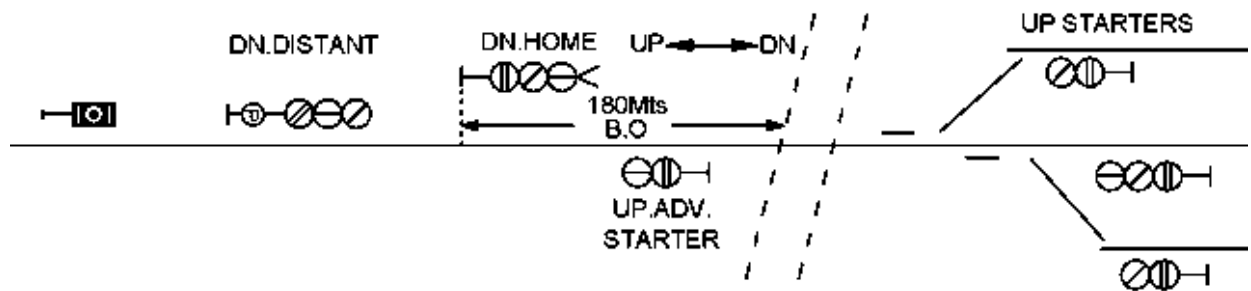 UP STARTERS
DN.DISTANT
DN.HOME
UP
DN
180Mts
B.O
UP.ADV.
STARTER